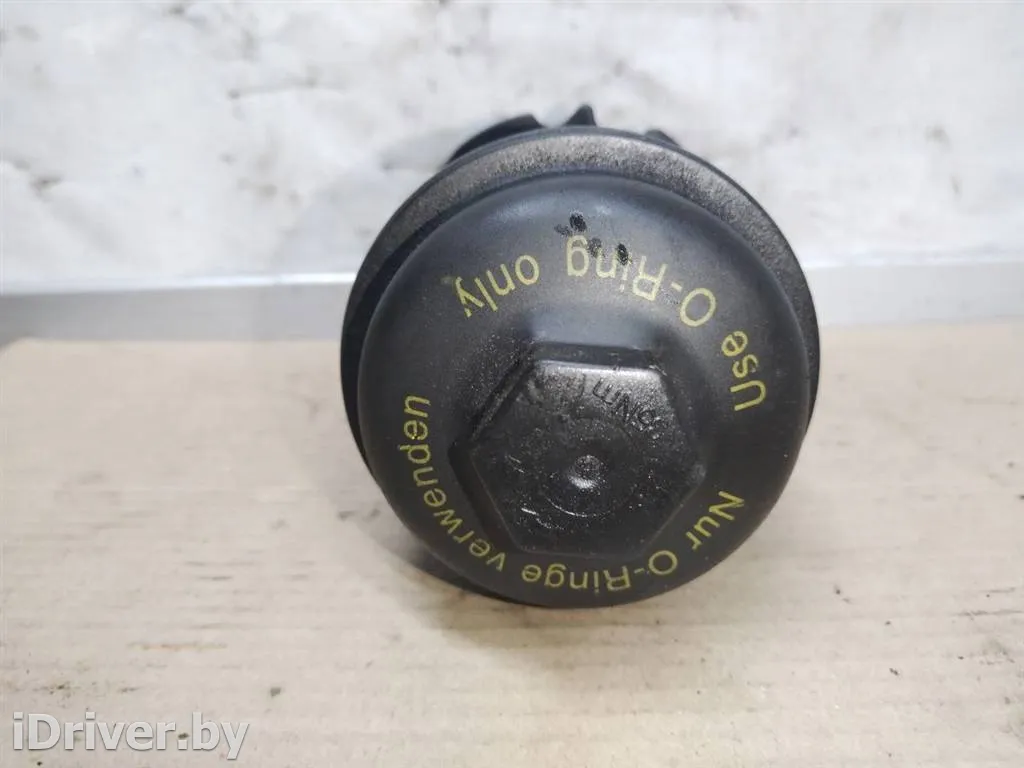 Use O-Ring only
Nur O-Ringe verwenden
iDriver.by